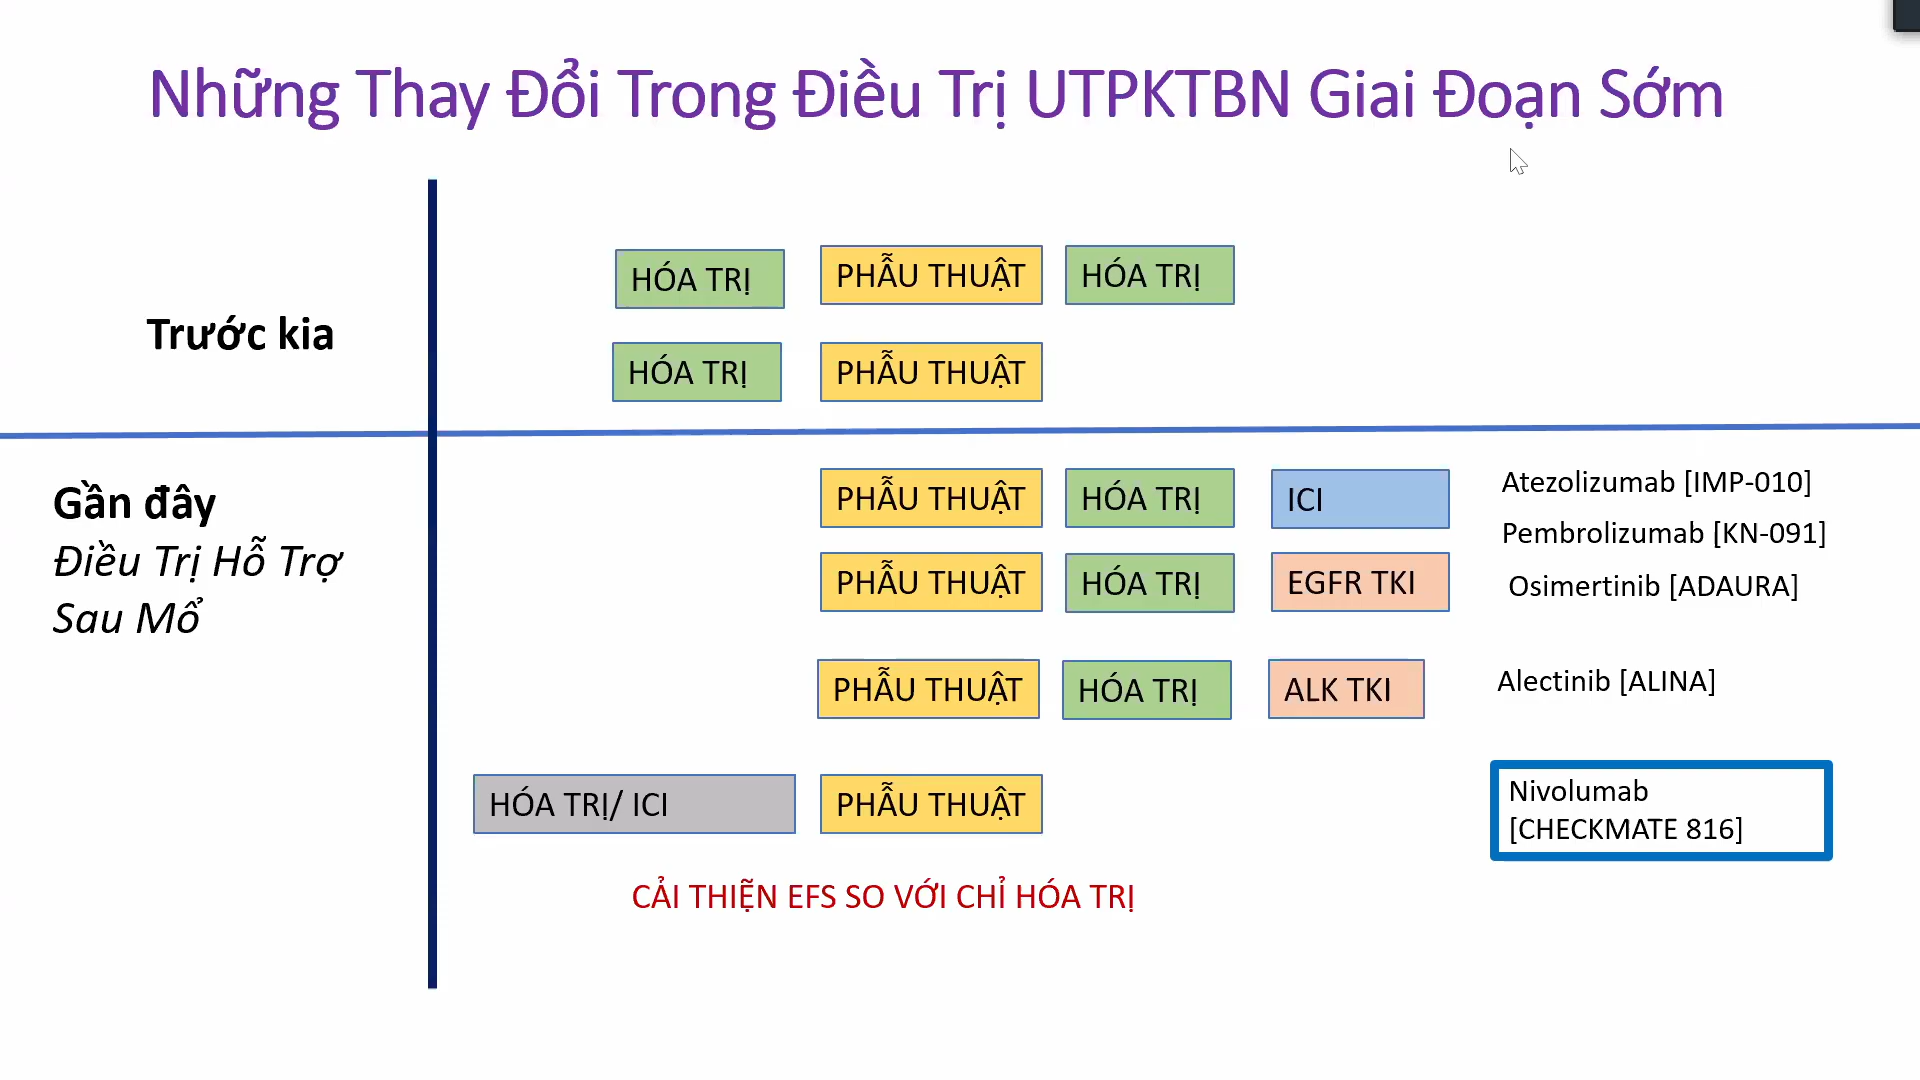 Những Thay Đổi Trong Điều Trị UTPKTBN Giai Đoạn Sớm
HÓA TRỊ PHẪU THUẬT HÓA TRỊ
Trước kia
HÓA TRỊ PHẪU THUẬT
Gần đây
Điều Trị Hỗ Trợ
Sau Mổ
PHẪU THUẬT HÓA TRỊ ICI Atezolizumab [IMP-010]
Pembrolizumab [KN-091]
PHẪU THUẬT HÓA TRỊ EGFR TKI Osimertinib [ADAURA]
PHẪU THUẬT HÓA TRỊ ALK TKI Alectinib [ALINA]
HÓA TRỊ/ ICI PHẪU THUẬT
Nivolumab
[CHECKMATE 816]
CẢI THIỆN EFS SO VỚI CHỈ HÓA TRỊ